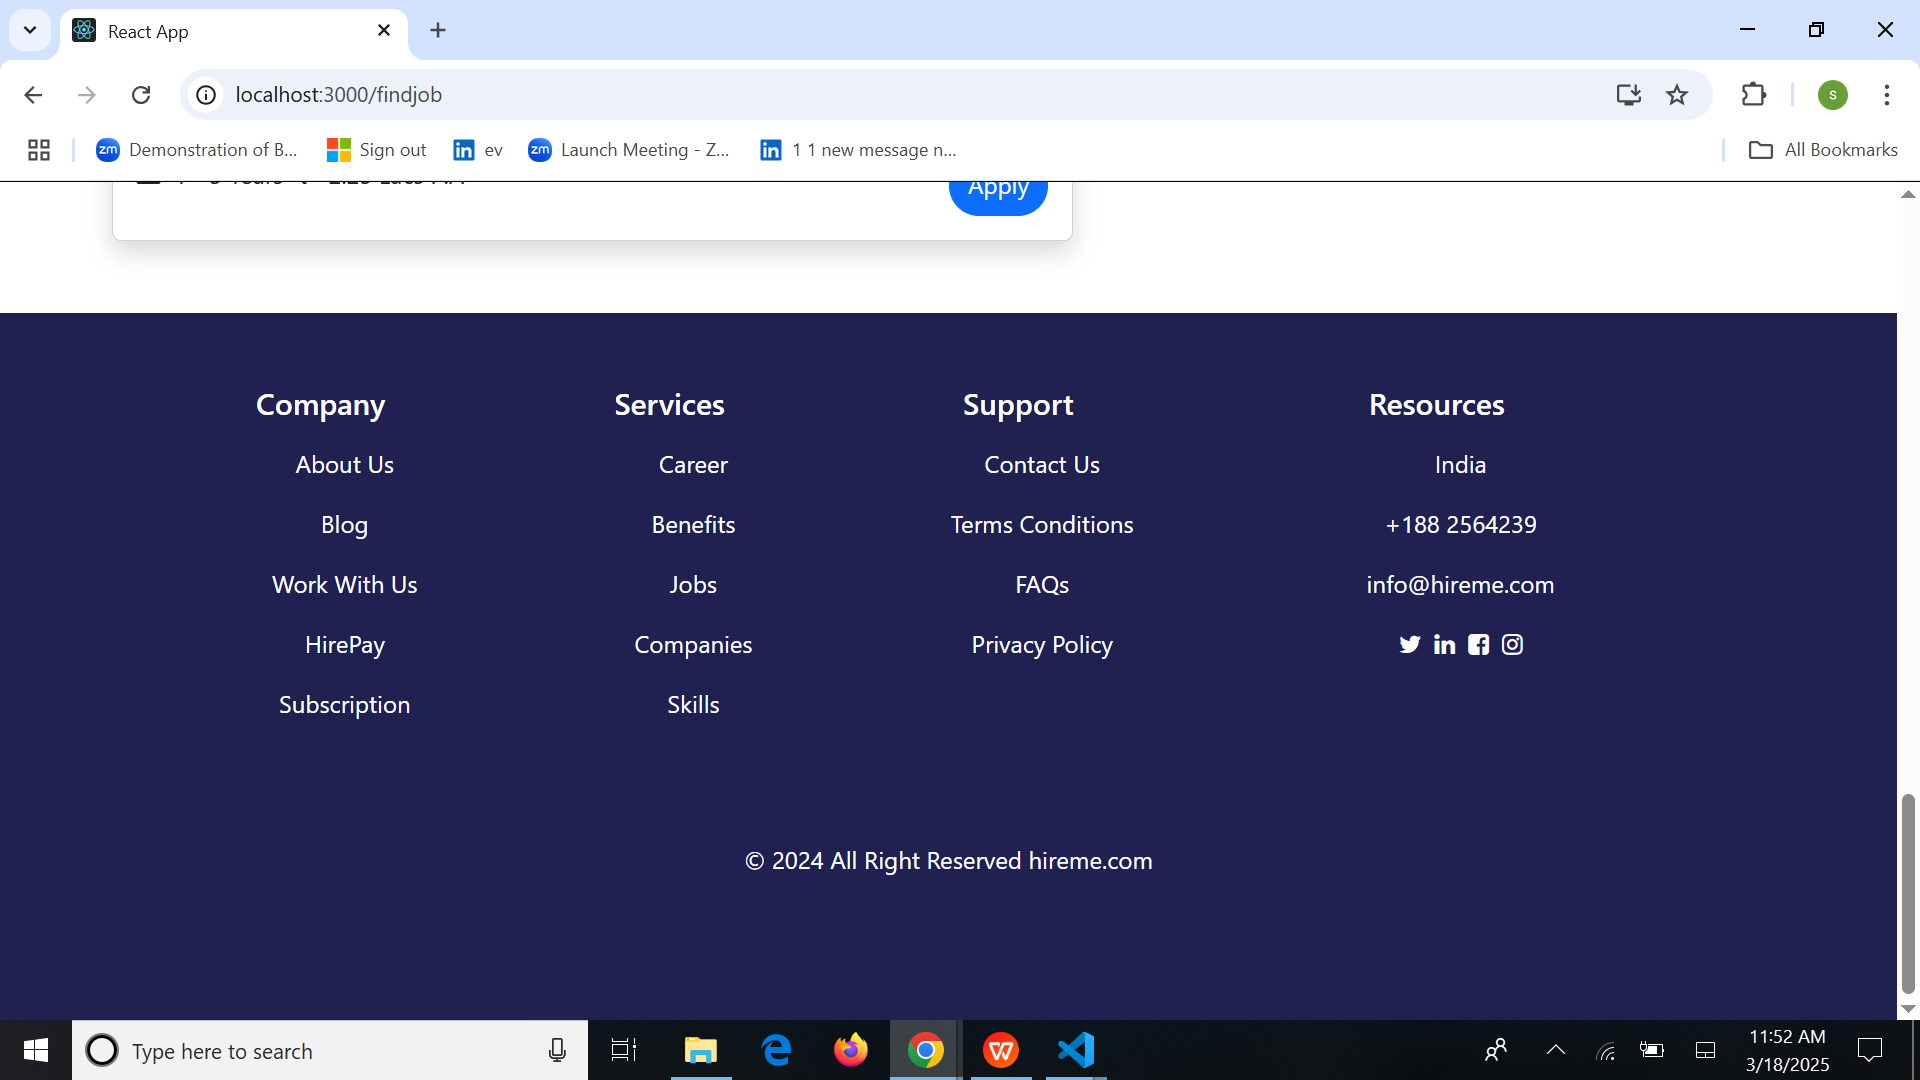 React App
localhost:3000/findjob
Demonstration of B...
Sign out
ev
Launch Meeting - Z...
1 1 new message n...
All Bookmarks
Apply
Company
Services
Support
Resources
About Us
Career
Contact Us
India
Blog
Benefits
Terms Conditions
+188 2564239
Work With Us
Jobs
FAQs
info@hireme.com
HirePay
Companies
Privacy Policy
Subscription
Skills
© 2024 All Right Reserved hireme.com
Type here to search
11:52 AM
3/18/2025